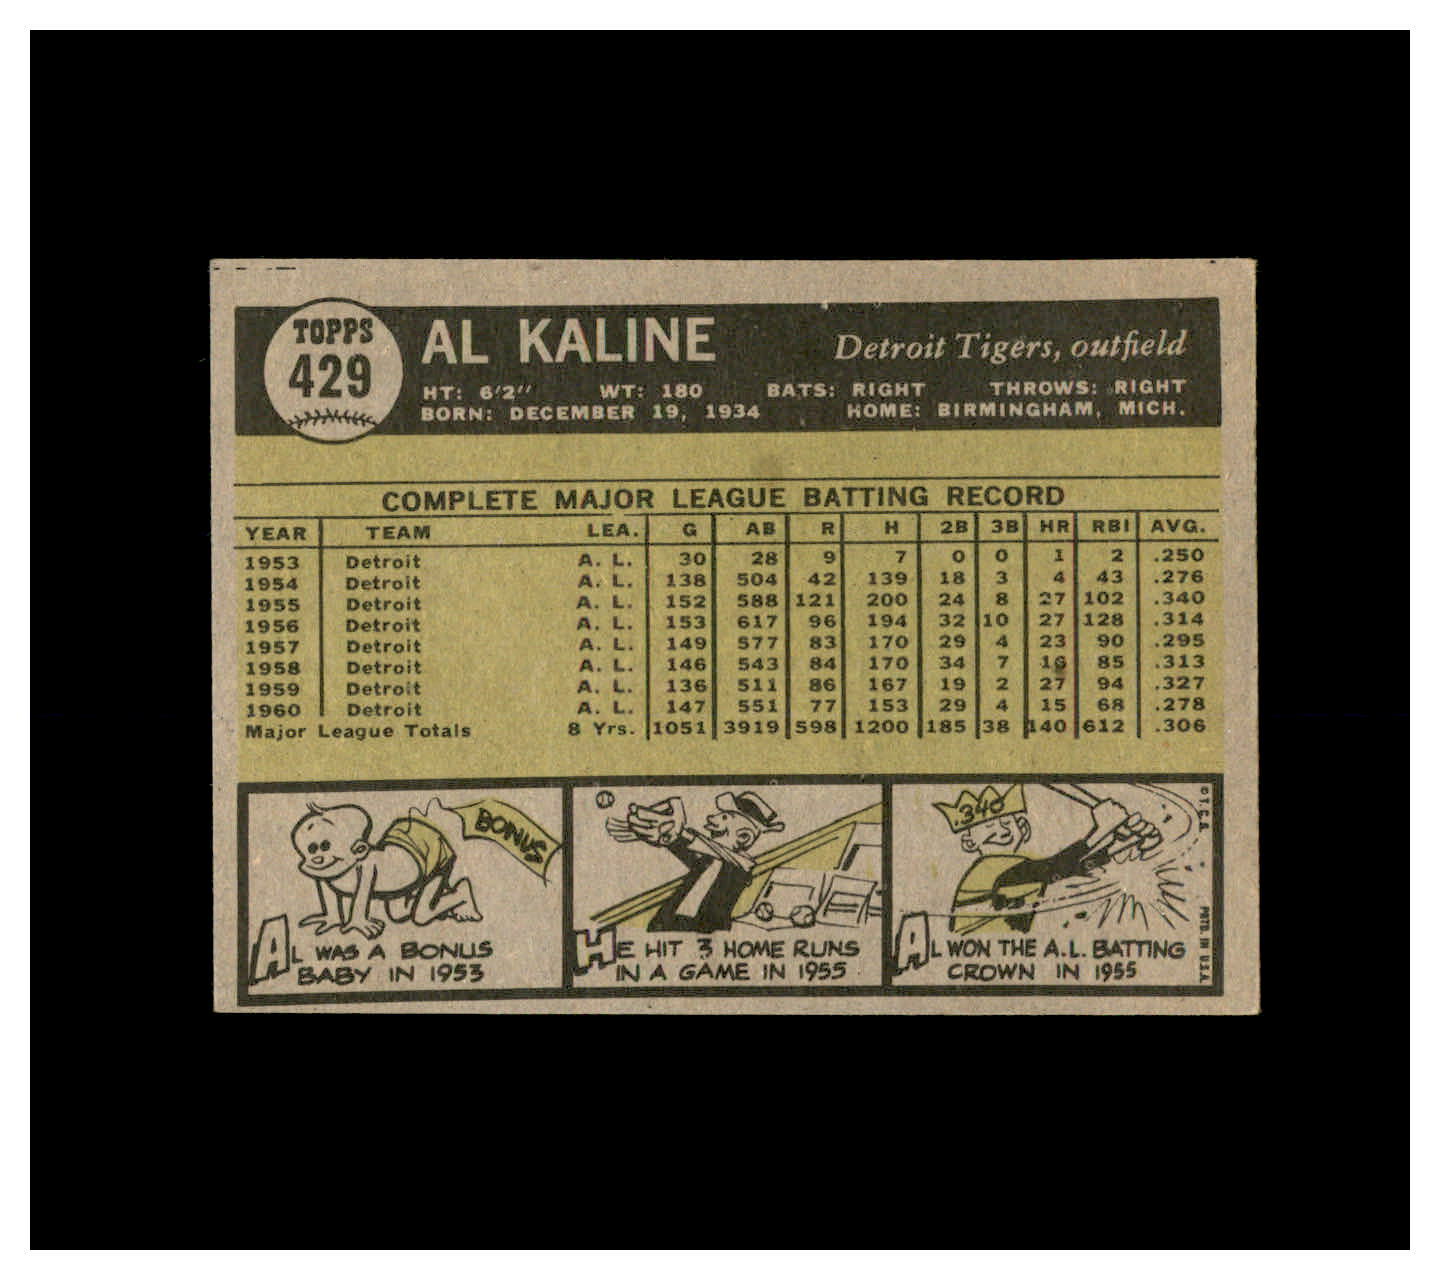 TOPPS
429
AL KALINE
Detroit Tigers, outfield
HT: 6'2" WT: 180 BATS: RIGHT THROWS: RIGHT
BORN: DECEMBER 19, 1934 HOME: BIRMINGHAM, MICH.
COMPLETE MAJOR LEAGUE BATTING RECORD
YEAR TEAM LEA. G AB R H 2B 3B HR RBI AVG.
1953 Detroit A. L. 30 28 9 7 0 0 1 2 .250
1954 Detroit A. L. 138 504 42 139 18 3 4 43 .276
1955 Detroit A. L. 152 588 121 200 24 8 27 102 .340
1956 Detroit A. L. 153 617 96 194 32 10 27 128 .314
1957 Detroit A. L. 149 577 83 170 29 4 23 90 .295
1958 Detroit A. L. 146 543 84 170 34 7 16 85 .313
1959 Detroit A. L. 136 511 86 167 19 2 27 94 .327
1960 Detroit A. L. 147 551 77 153 29 4 15 68 .278
Major League Totals 8 Yrs. 1051 3919 598 1200 185 38 140 612 .306
BONUS
AL WAS A BONUS
BABY IN 1953
HE HIT 3 HOME RUNS
IN A GAME IN 1955
.340
AL WON THE A.L. BATTING
CROWN IN 1955
© T.C.G.
PRTD. IN U.S.A.